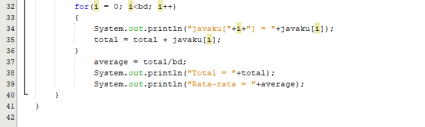 32 for(i = 0; i<bd; i++)
33 {
34 System.out.println("javaku["+i+"] = "+javaku[i]);
35 total = total + javaku[i];
36 }
37 average = total/bd;
38 System.out.println("Total = "+total);
39 System.out.println("Rata-rata = "+average);
40 }
41 }
42